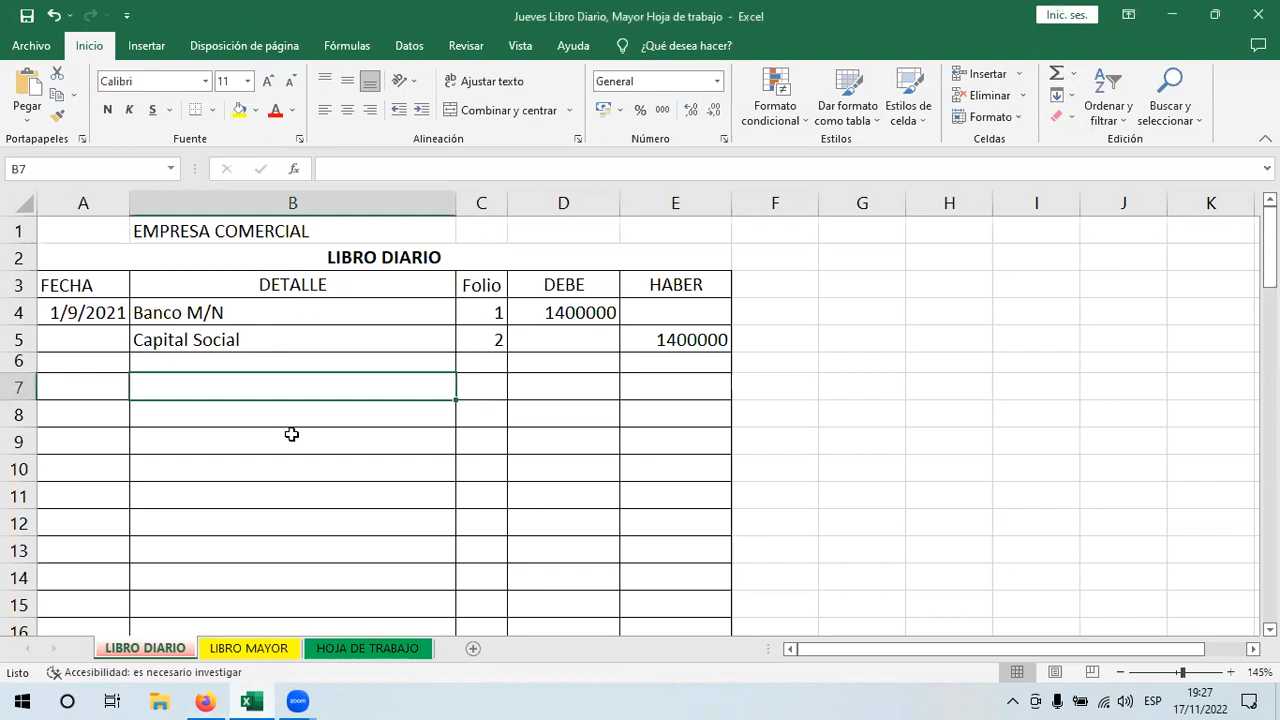 Jueves Libro Diario, Mayor Hoja de trabajo - Excel
Inic. ses.
Archivo Inicio Insertar Disposición de página Fórmulas Datos Revisar Vista Ayuda ¿Qué desea hacer?
Pegar
Portapapeles
Calibri 11
N K S
Fuente
Ajustar texto
Combinar y centrar
Alineación
General
% 000
Número
Formato condicional
Dar formato como tabla
Estilos de celda
Estilos
Insertar
Eliminar
Formato
Celdas
Ordenar y filtrar
Buscar y seleccionar
Edición
B7
fx
A B C D E F G H I J K
1 EMPRESA COMERCIAL
2 LIBRO DIARIO
3 FECHA DETALLE Folio DEBE HABER
4 1/9/2021 Banco M/N 1 1400000
5 Capital Social 2 1400000
6
7
8
9
10
11
12
13
14
15
16
LIBRO DIARIO LIBRO MAYOR HOJA DE TRABAJO
Listo Accesibilidad: es necesario investigar 145%
zoom
ESP
19:27
17/11/2022